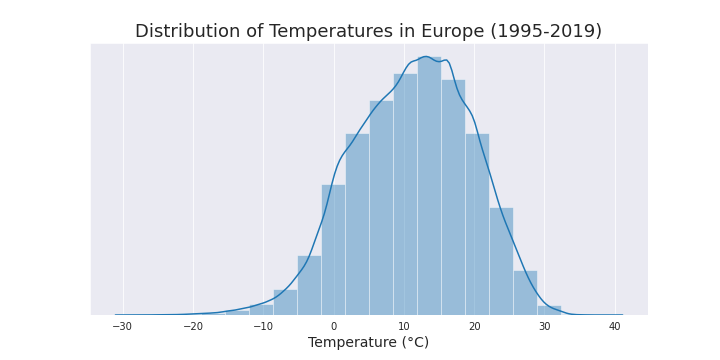 Distribution of Temperatures in Europe (1995-2019)
−30 −20 −10 0 10 20 30 40
Temperature (°C)